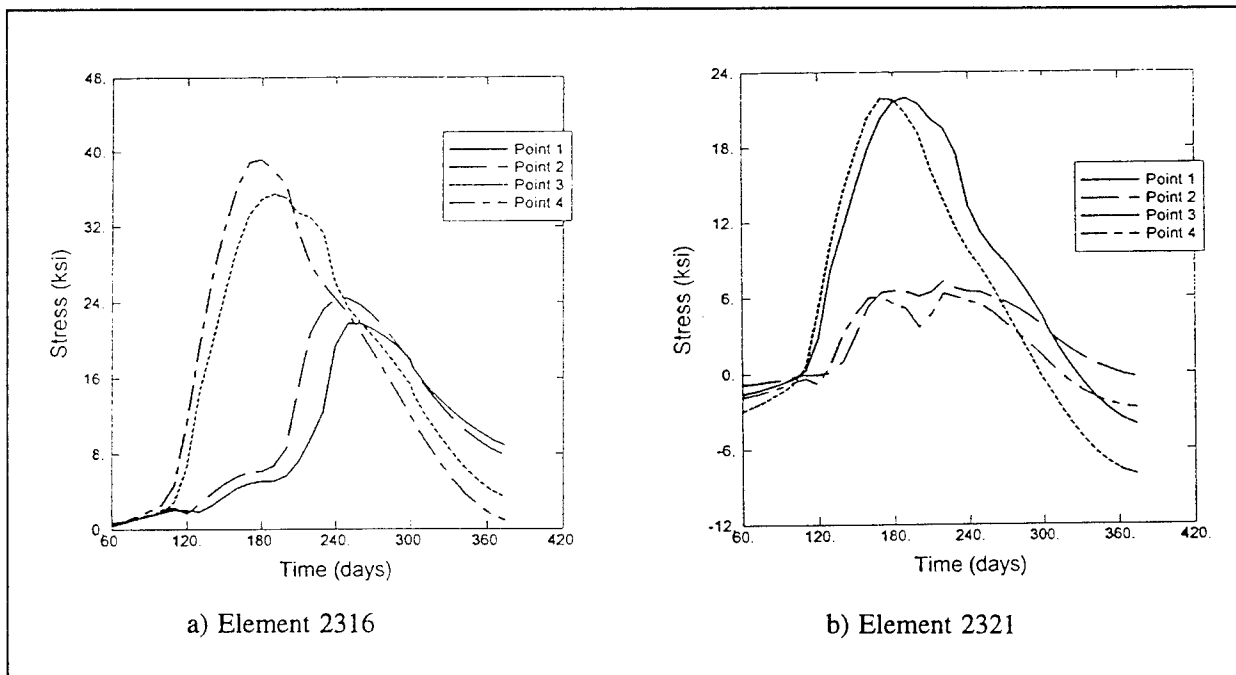 48.
40.
32.
24.
16
8.
0
60.
120.
180
240
300
360.
420
Stress (ksi)
Time (days)
Point 1
Point 2
Point 3
Point 4
a) Element 2316
24.
18.
12.
6.
0.
-6.
-12
60.
120.
180.
240.
300.
360.
420.
Stress (ksi)
Time (days)
Point 1
Point 2
Point 3
Point 4
b) Element 2321